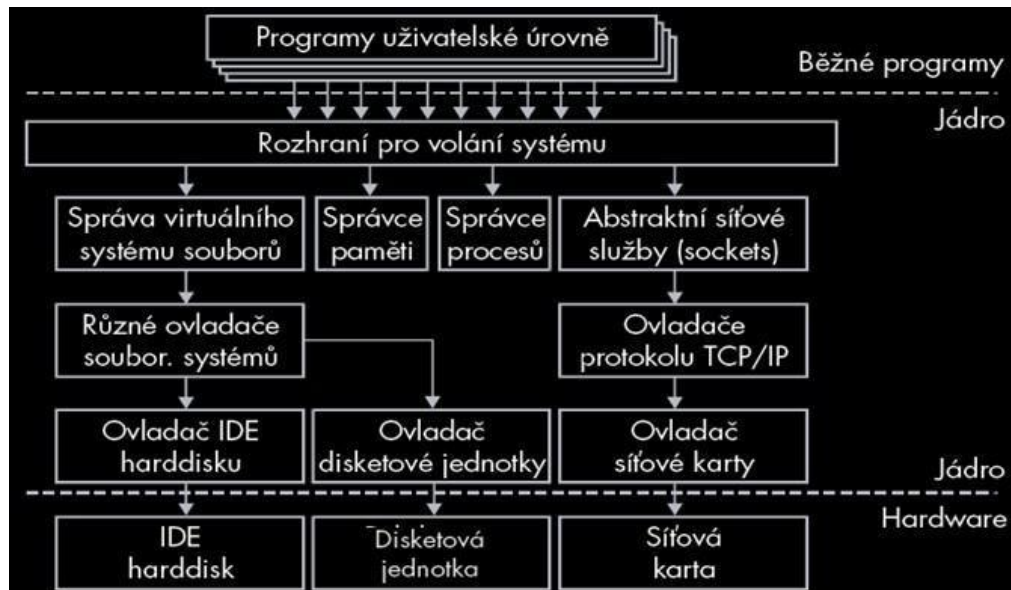 Programy uživatelské úrovně
Běžné programy
Jádro
Rozhraní pro volání systému
Správa virtuálního
systému souborů
Správce
paměti
Správce
procesů
Abstraktní síťové
služby (sockets)
Různé ovladače
soubor. systémů
Ovladače
protokolu TCP/IP
Ovladač IDE
harddisku
Ovladač
disketové jednotky
Ovladač
síťové karty
Jádro
Hardware
IDE
harddisk
Disketová
jednotka
Síťová
karta